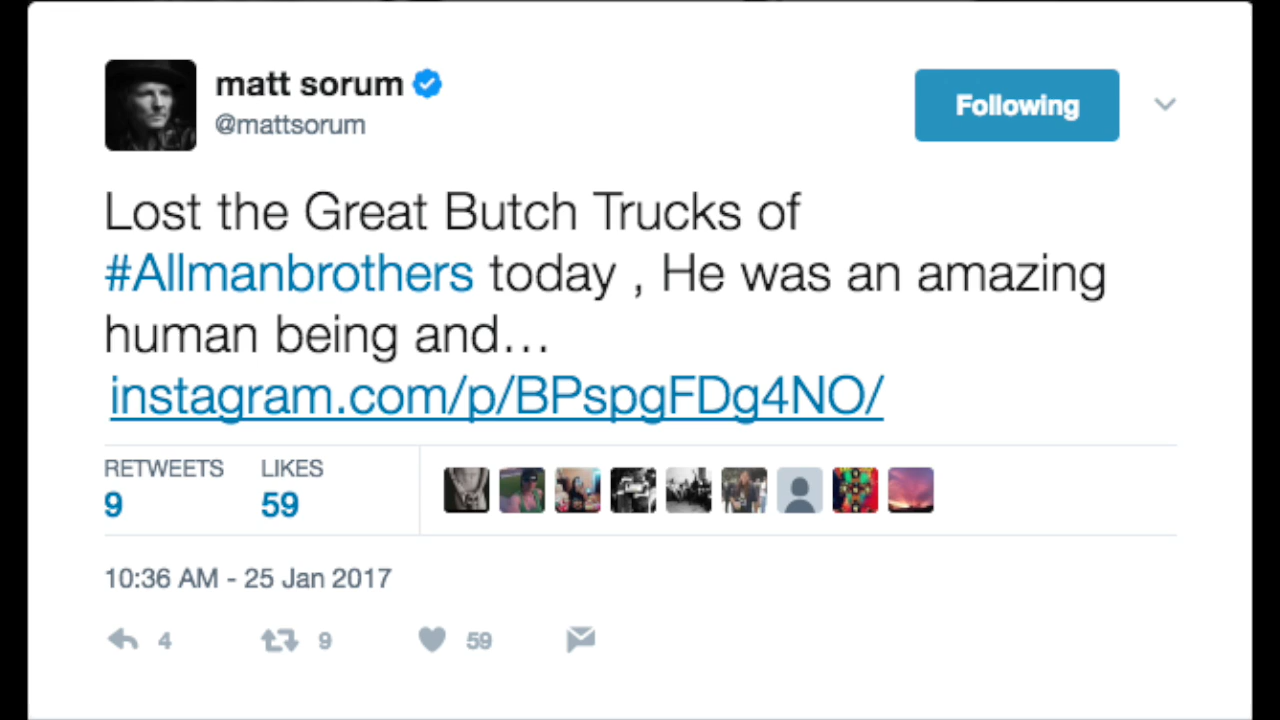 matt sorum
@mattsorum
Following
Lost the Great Butch Trucks of
#Allmanbrothers today , He was an amazing
human being and…
instagram.com/p/BPspgFDg4NO/
RETWEETS LIKES
9 59
10:36 AM - 25 Jan 2017
4 9 59